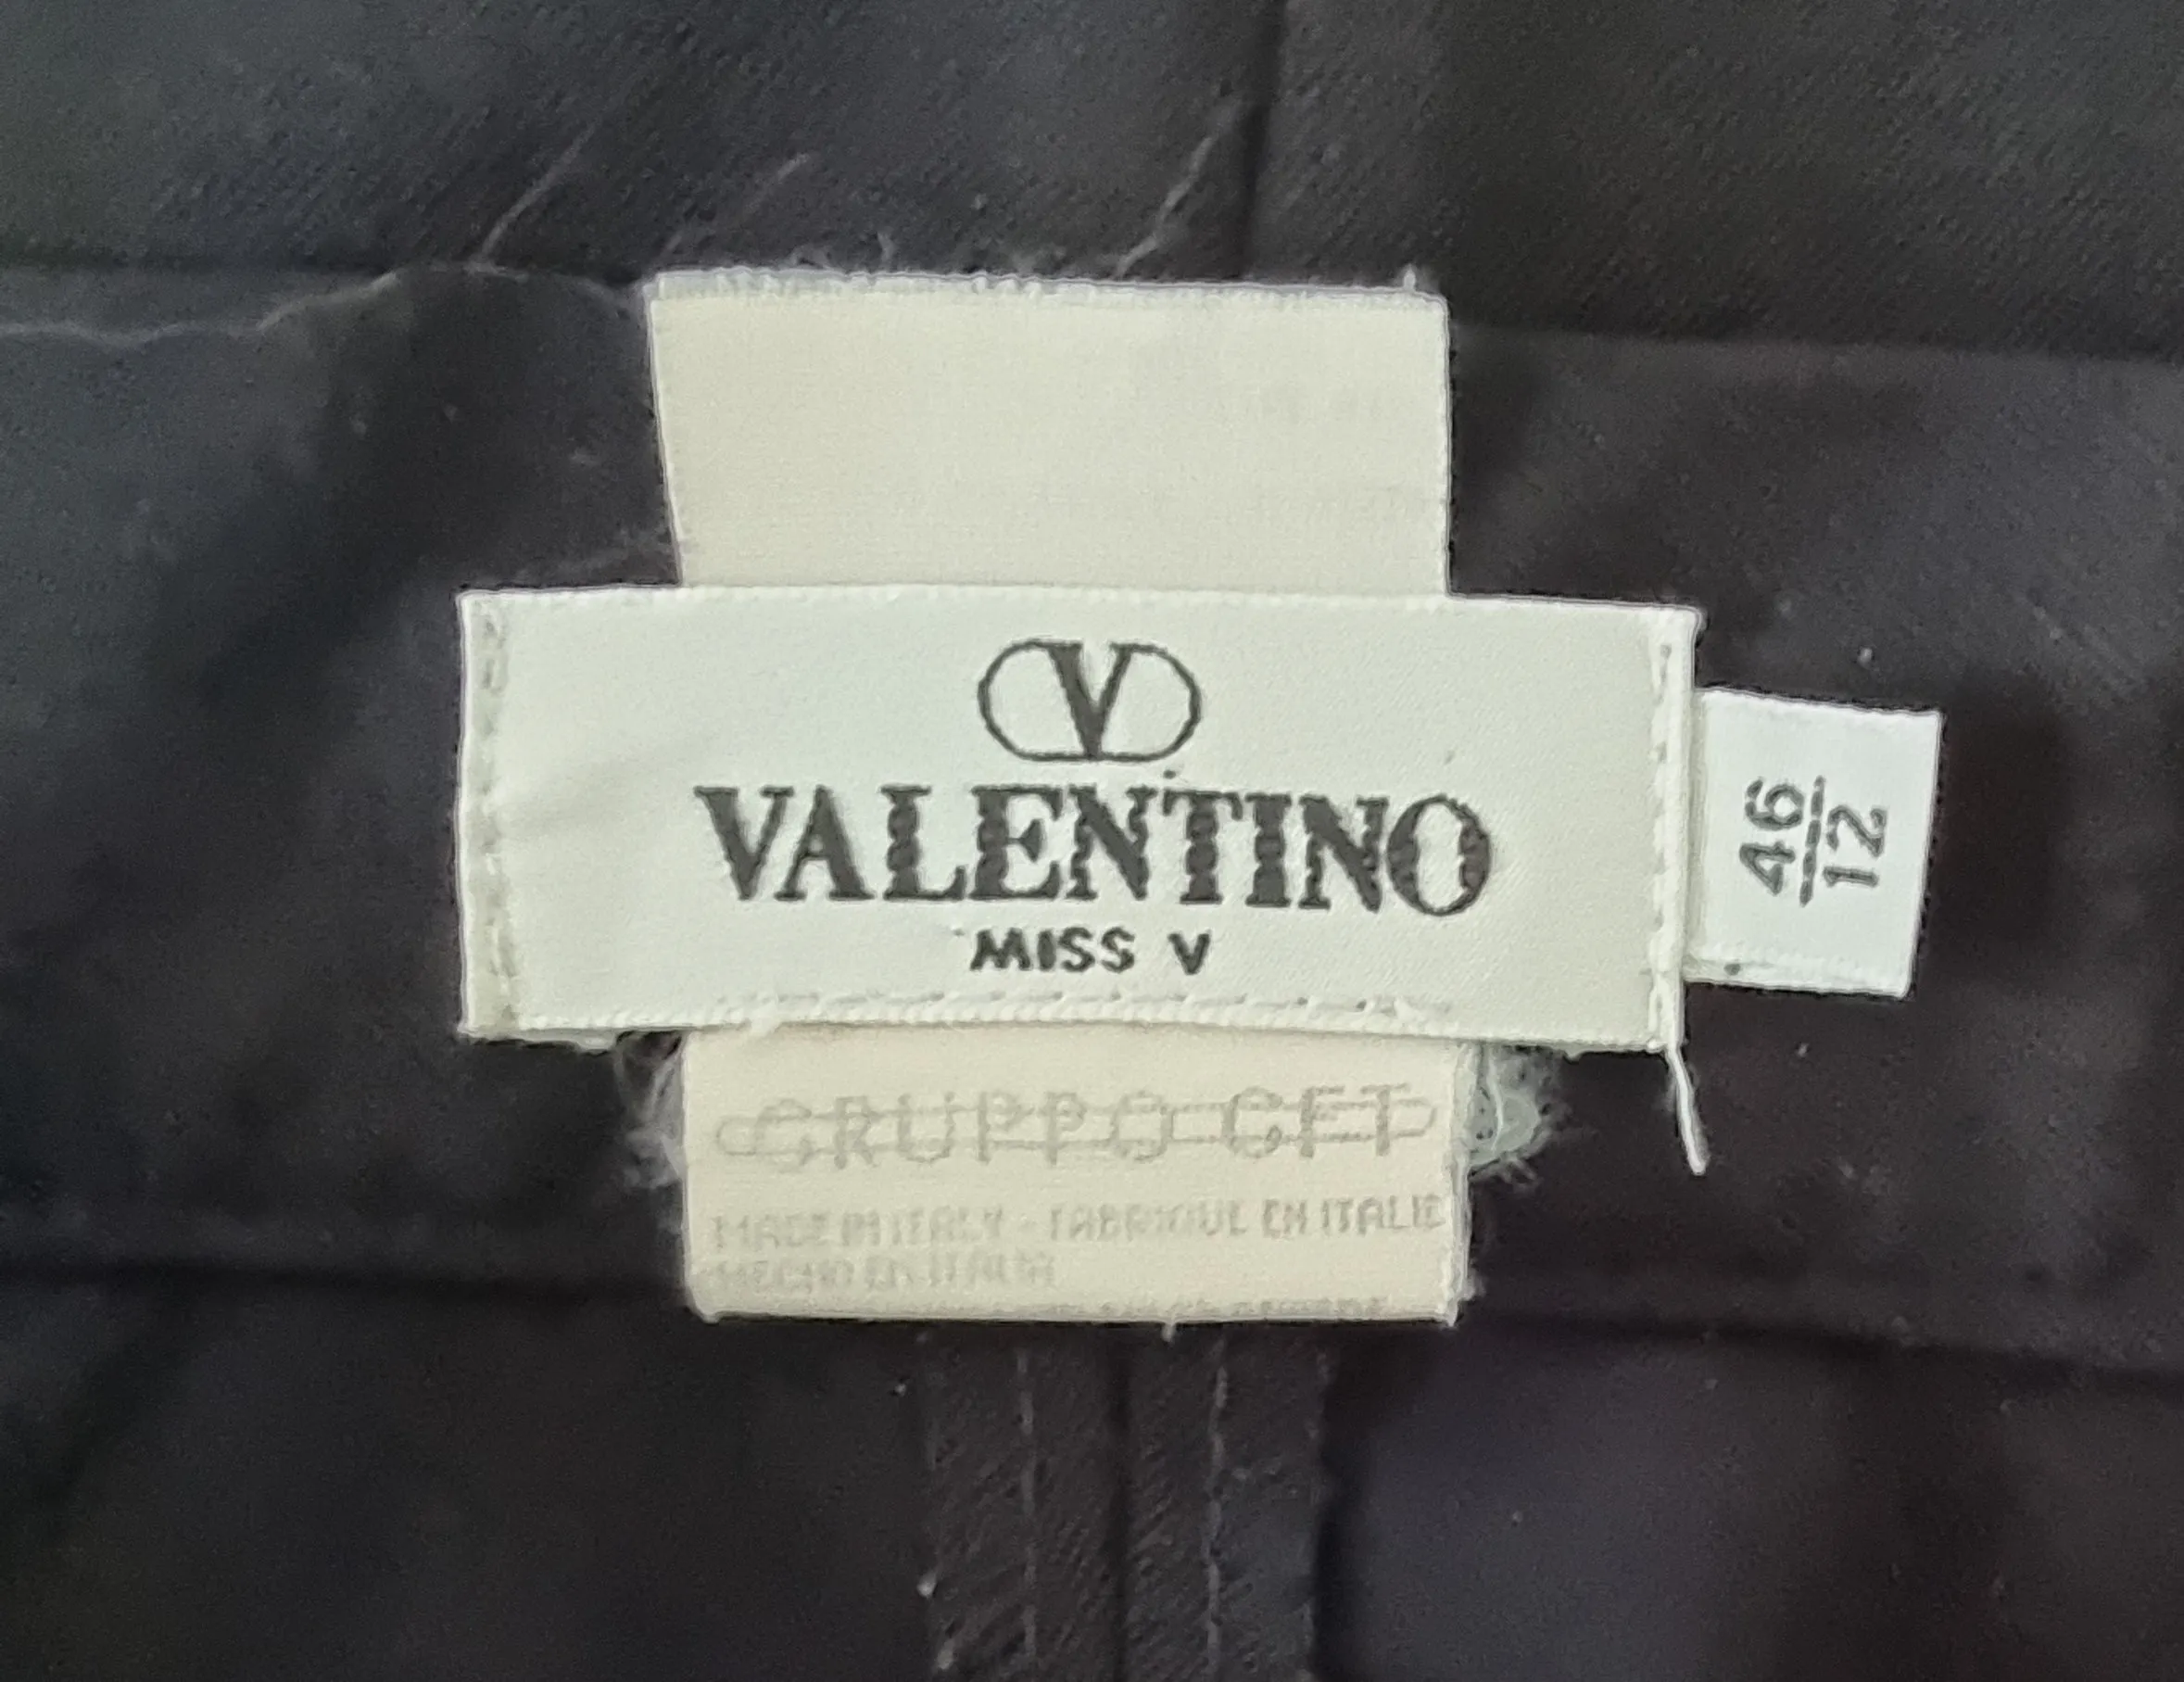 V
VALENTINO
MISS V
46
12
GRUPPO GFT
MADE IN ITALY - FABRIQUE EN ITALIE
HECHO EN ITALIA